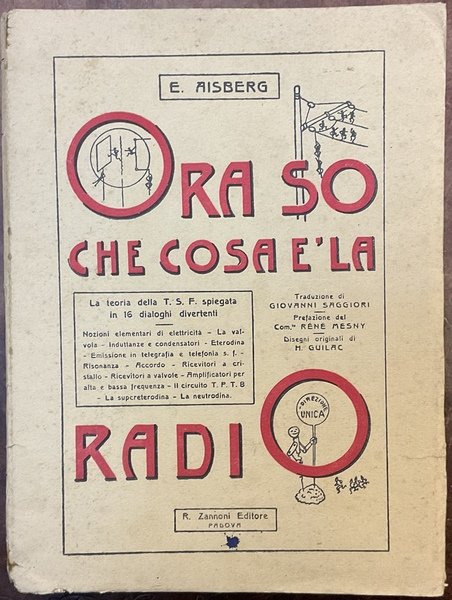 E. AISBERG
ORA SO
CHE COSA E' LA
La teoria della T. S. F. spiegata
in 16 dialoghi divertenti
Nozioni elementari di elettricità - La val-
vola - Induttanze e condensatori - Eterodina
- Emissione in telegrafia e telefonia s. f. -
Risonanza - Accordo - Ricevitori a cri-
stallo - Ricevitori a valvole - Amplificatori per
alta e bassa frequenza - Il circuito T. P. T. 8
- La supereterodina - La neutrodina.
Traduzione di
GIOVANNI SAGGIORI
Prefazione del
Com.te RÉNÉ MESNY
Disegni originali di
H. GUILAC
DIREZIONE
UNICA
RADIO
R. Zannoni Editore
PADOVA